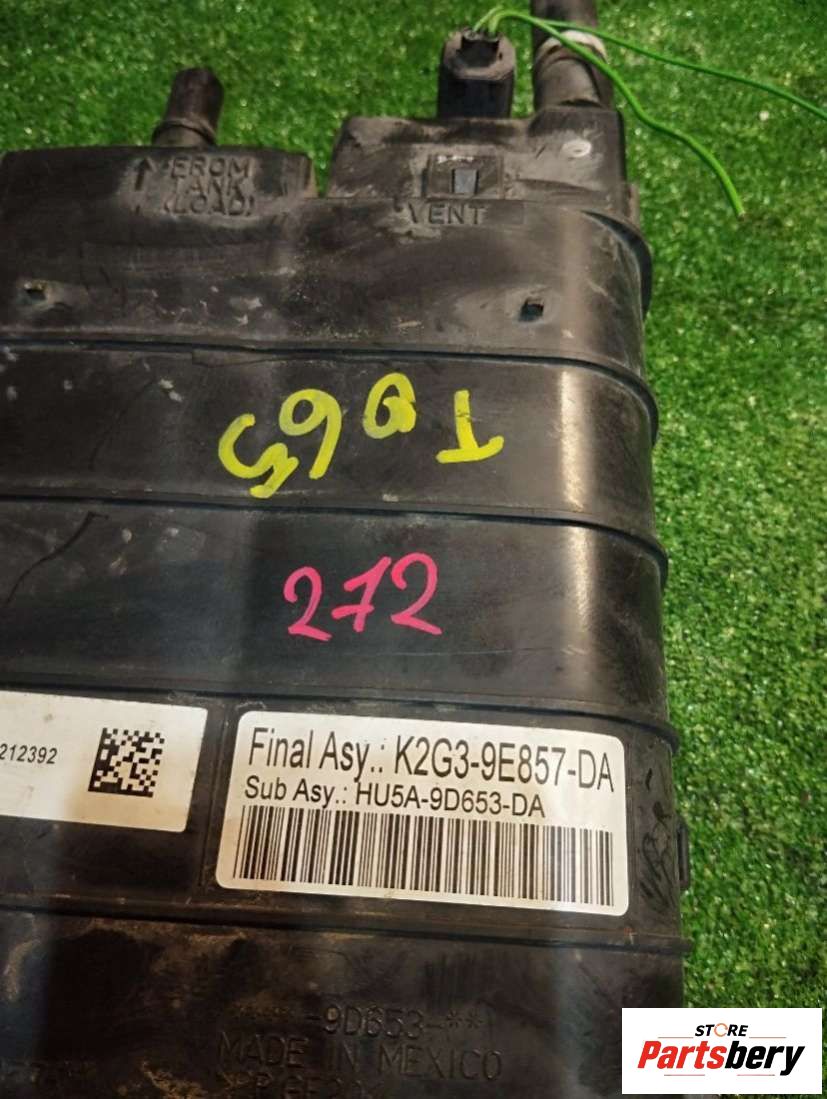 FROM
TANK
(LOAD)
VENT
T065
272
212392
Final Asy.: K2G3-9E857-DA
Sub Asy.: HU5A-9D653-DA
-9D653-**
MADE IN MEXICO
STORE
Partsbery